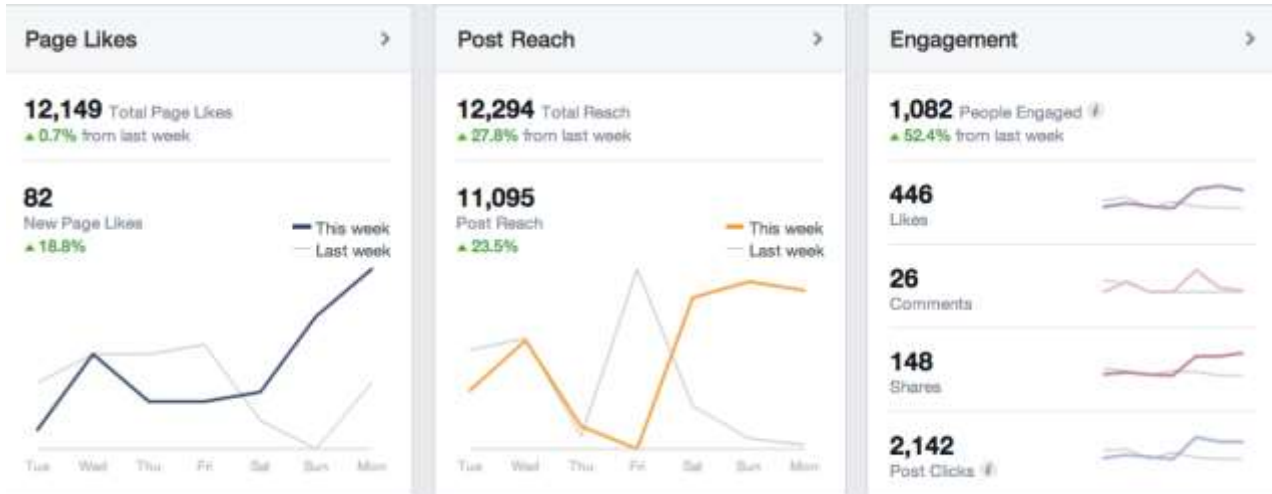 Page Likes
12,149 Total Page Likes
0.7% from last week
82
New Page Likes
18.8%
This week
Last week
Tue Wed Thu Fri Sat Sun Mon
Post Reach
12,294 Total Reach
27.8% from last week
11,095
Post Reach
23.5%
This week
Last week
Tue Wed Thu Fri Sat Sun Mon
Engagement
1,082 People Engaged i
52.4% from last week
446
Likes
26
Comments
148
Shares
2,142
Post Clicks i